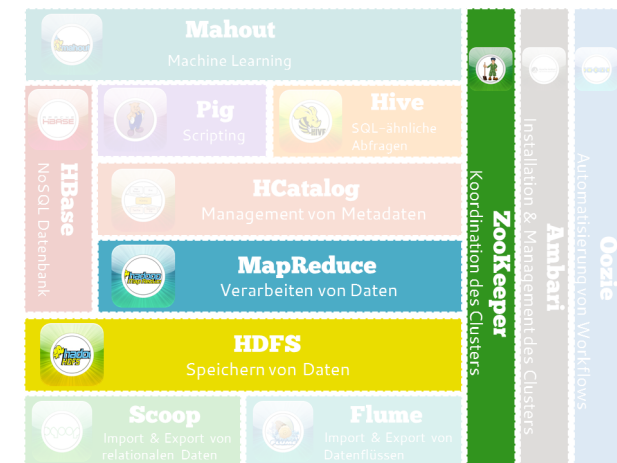 Mahout
Machine Learning
Pig
Scripting
Hive
SQL-ähnliche
Abfragen
HBase
NoSQL Datenbank
HCatalog
Management von Metadaten
MapReduce
Verarbeiten von Daten
HDFS
Speichern von Daten
Scoop
Import & Export von
relationalen Daten
Flume
Import & Export von
Datenflüssen
ZooKeeper
Koordination des Clusters
Ambari
Installation & Management des Clusters
Oozie
Automatisierung von Workflows